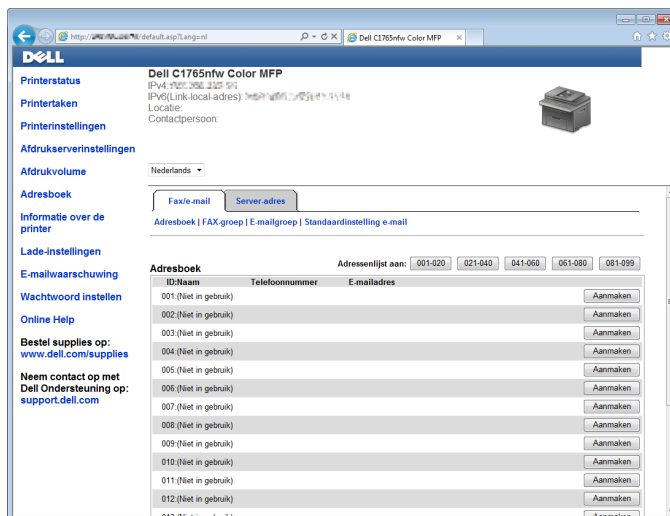 http://
/default.asp?Lang=nl
Dell C1765nfw Color MFP
DELL
Printerstatus
Printertaken
Printerinstellingen
Afdrukserverinstellingen
Afdrukvolume
Adresboek
Informatie over de
printer
Lade-instellingen
E-mailwaarschuwing
Wachtwoord instellen
Online Help
Bestel supplies op:
www.dell.com/supplies
Neem contact op met
Dell Ondersteuning op:
support.dell.com
Dell C1765nfw Color MFP
IPv4:
IPv6(Link-local-adres):
Locatie:
Contactpersoon:
Nederlands
Fax/e-mail Server-adres
Adresboek | FAX-groep | E-mailgroep | Standaardinstelling e-mail
Adresboek Adressenlijst aan: 001-020 021-040 041-060 061-080 081-099
ID:Naam Telefoonnummer E-mailadres
001:(Niet in gebruik) Aanmaken
002:(Niet in gebruik) Aanmaken
003:(Niet in gebruik) Aanmaken
004:(Niet in gebruik) Aanmaken
005:(Niet in gebruik) Aanmaken
006:(Niet in gebruik) Aanmaken
007:(Niet in gebruik) Aanmaken
008:(Niet in gebruik) Aanmaken
009:(Niet in gebruik) Aanmaken
010:(Niet in gebruik) Aanmaken
011:(Niet in gebruik) Aanmaken
012:(Niet in gebruik) Aanmaken